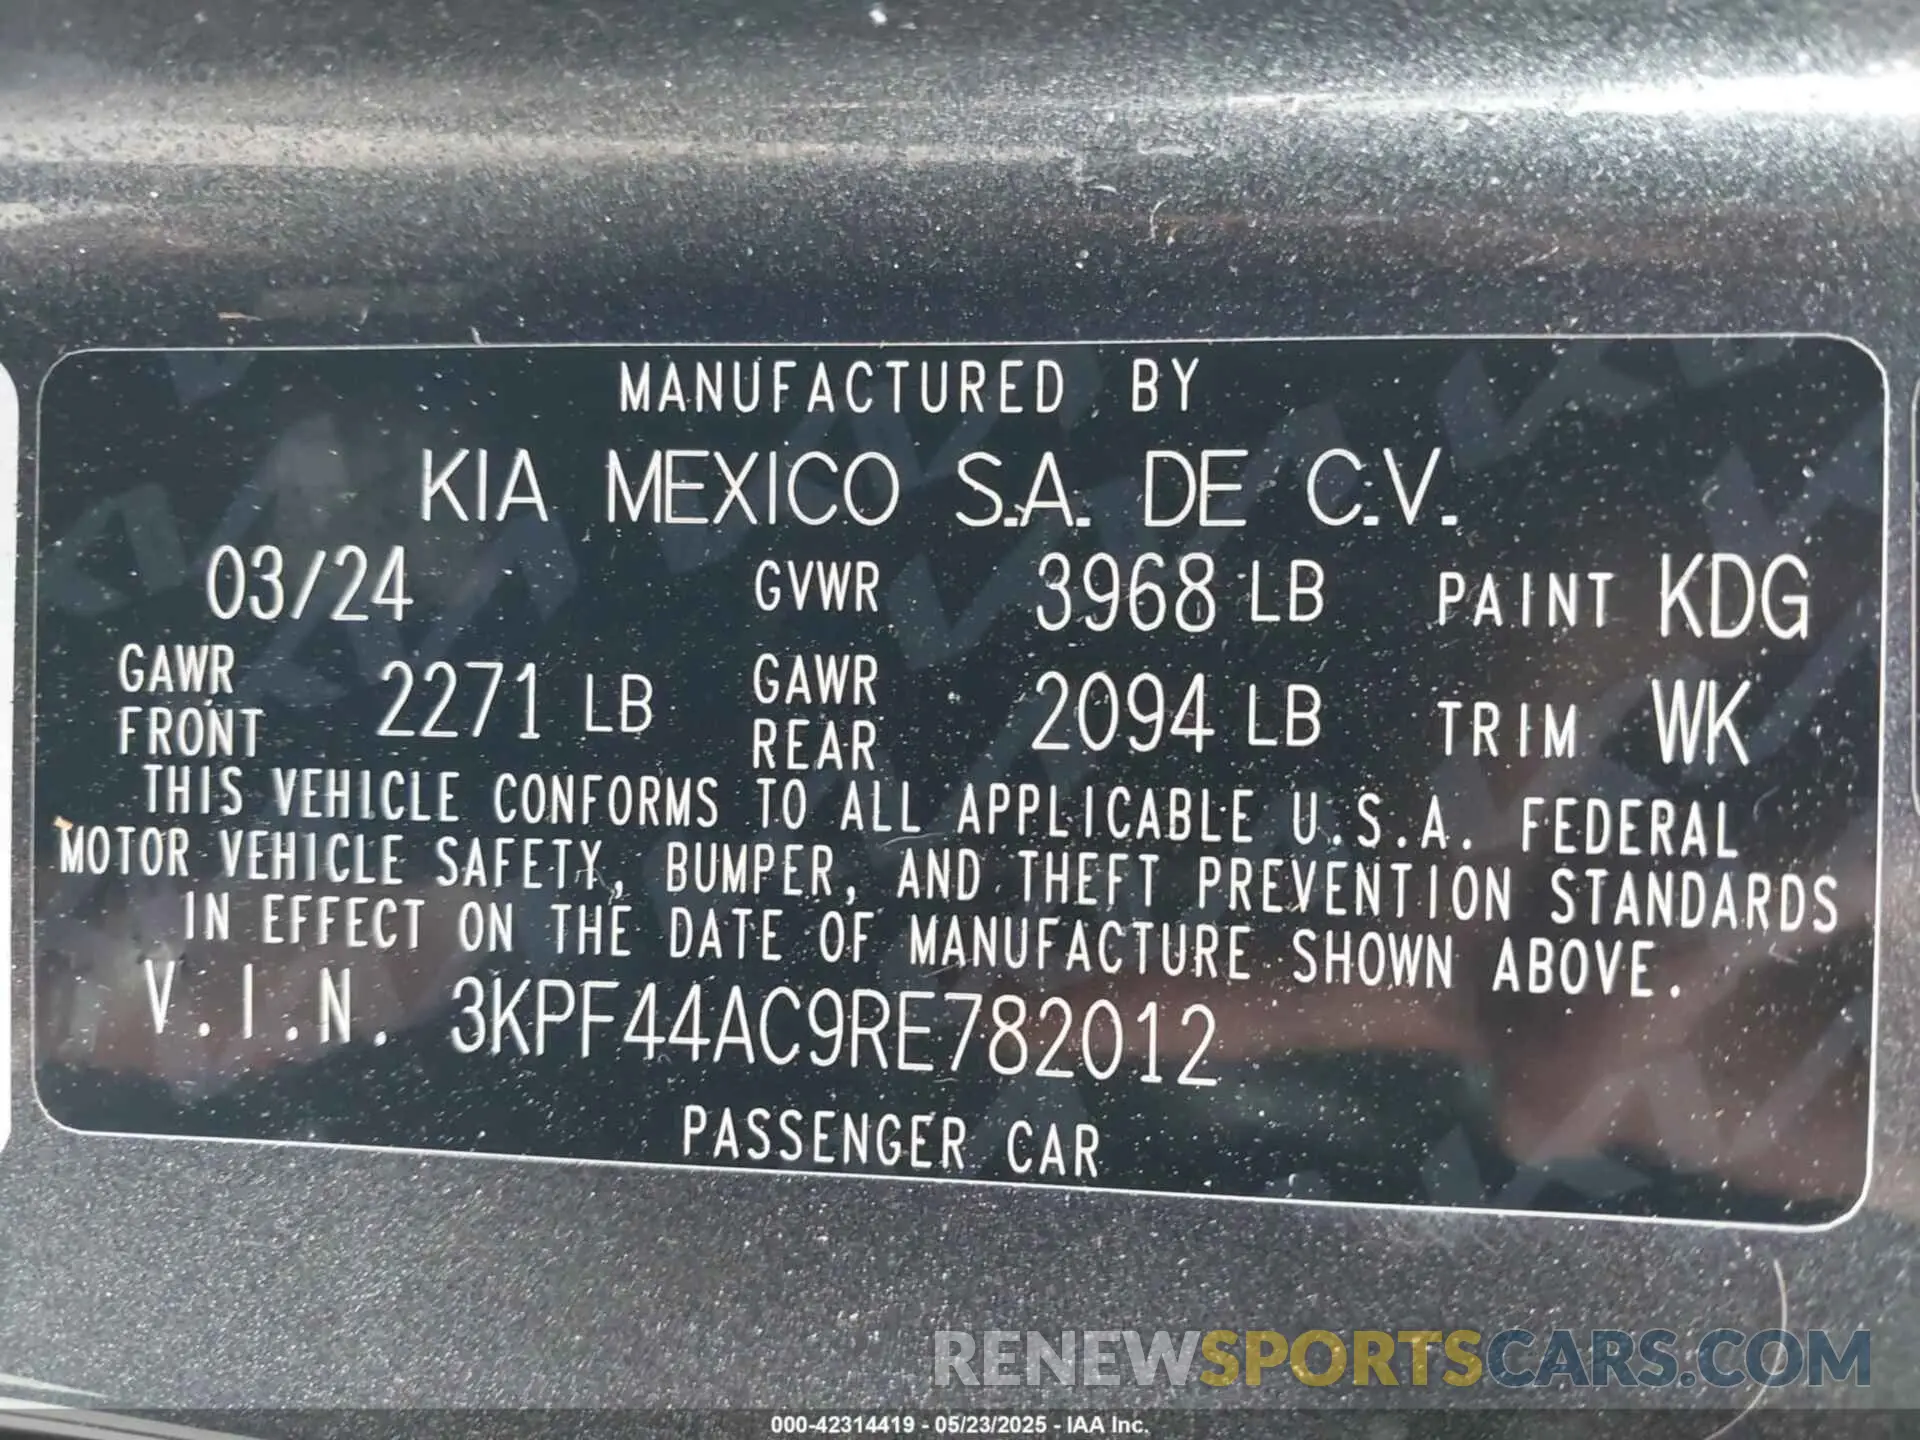 MANUFACTURED BY
KIA MEXICO S.A. DE C.V.
03/24 GVWR 3968 LB PAINT KDG
GAWR FRONT 2271 LB GAWR REAR 2094 LB TRIM WK
THIS VEHICLE CONFORMS TO ALL APPLICABLE U.S.A. FEDERAL
MOTOR VEHICLE SAFETY, BUMPER, AND THEFT PREVENTION STANDARDS
IN EFFECT ON THE DATE OF MANUFACTURE SHOWN ABOVE.
V.I.N. 3KPF44AC9RE782012
PASSENGER CAR
RENEWSPORTSCARS.COM
000-42314419 - 05/23/2025 - IAA Inc.